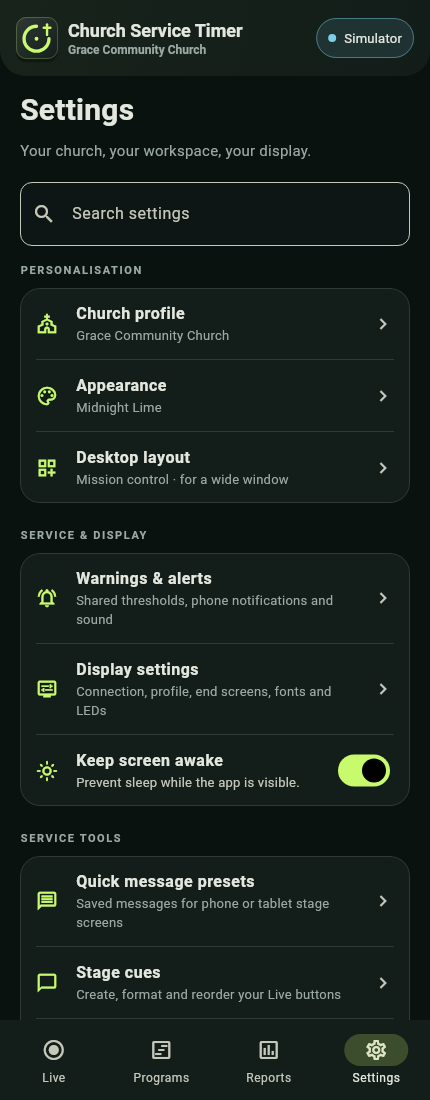 Church Service Timer
Grace Community Church
Simulator
Settings
Your church, your workspace, your display.
Search settings
PERSONALISATION
Church profile
Grace Community Church
Appearance
Midnight Lime
Desktop layout
Mission control · for a wide window
SERVICE & DISPLAY
Warnings & alerts
Shared thresholds, phone notifications and
sound
Display settings
Connection, profile, end screens, fonts and
LEDs
Keep screen awake
Prevent sleep while the app is visible.
SERVICE TOOLS
Quick message presets
Saved messages for phone or tablet stage
screens
Stage cues
Create, format and reorder your Live buttons
Live
Programs
Reports
Settings